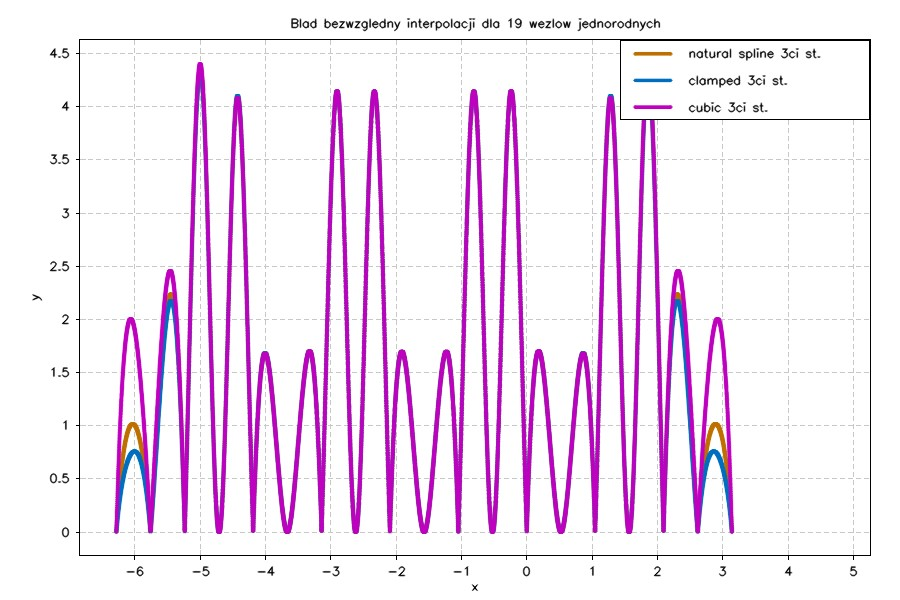 Blad bezwzgledny interpolacji dla 19 wezlow jednorodnych
natural spline 3ci st.
clamped 3ci st.
cubic 3ci st.
4.5
4
3.5
3
2.5
2
1.5
1
0.5
0
y
−6 −5 −4 −3 −2 −1 0 1 2 3 4 5
x